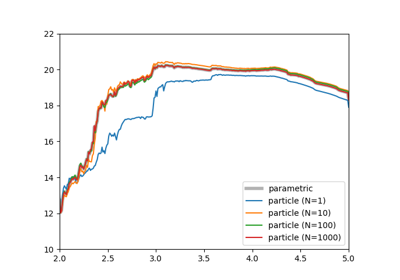 22
20
18
16
14
12
10
2.0 2.5 3.0 3.5 4.0 4.5 5.0
parametric
particle (N=1)
particle (N=10)
particle (N=100)
particle (N=1000)